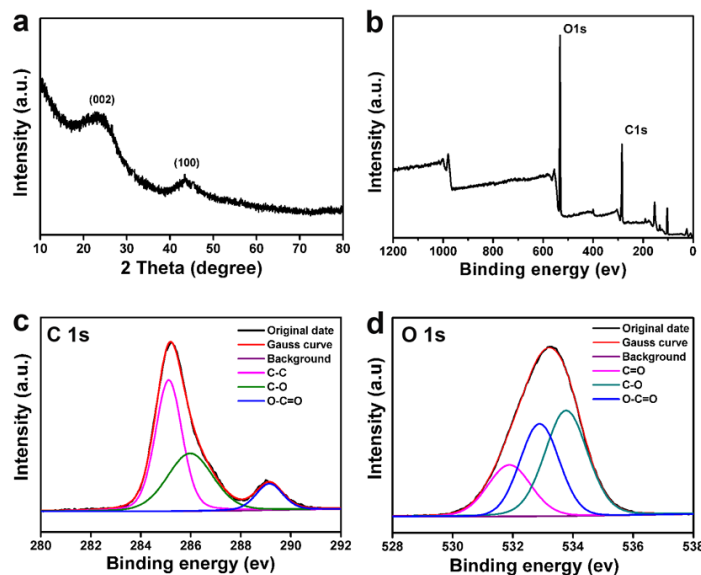 a
Intensity (a.u.)
(002)
(100)
10 20 30 40 50 60 70 80
2 Theta (degree)
b
Intensity (a.u.)
O1s
C1s
1200 1000 800 600 400 200 0
Binding energy (ev)
c
C 1s
Intensity (a.u.)
Original date
Gauss curve
Background
C-C
C-O
O-C=O
280 282 284 286 288 290 292
Binding energy (ev)
d
O 1s
Intensity (a.u)
Original date
Gauss curve
Background
C=O
C-O
O-C=O
528 530 532 534 536 538
Binding energy (ev)